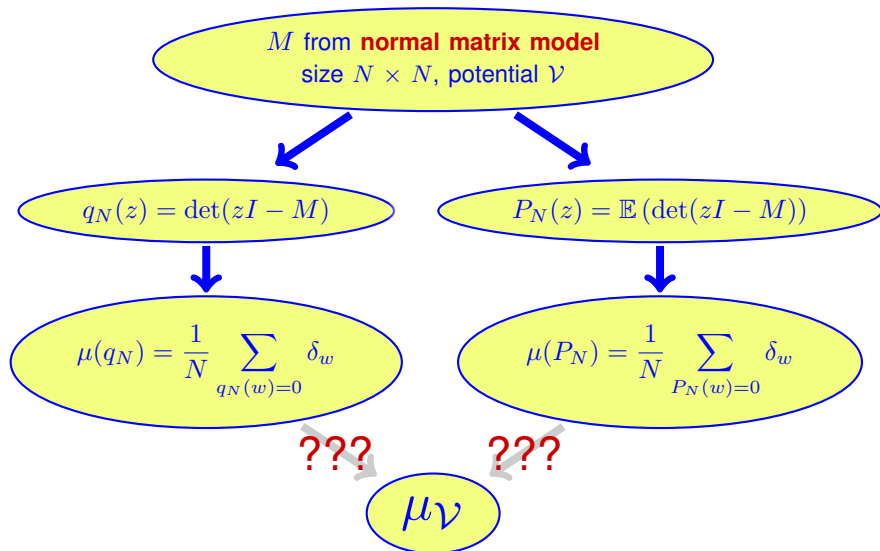 M from normal matrix model
size N × N, potential 𝒱
q_N(z) = det(zI − M)
P_N(z) = 𝔼 (det(zI − M))
μ(q_N) = 1/N ∑_{q_N(w)=0} δ_w
μ(P_N) = 1/N ∑_{P_N(w)=0} δ_w
???
???
μ_𝒱